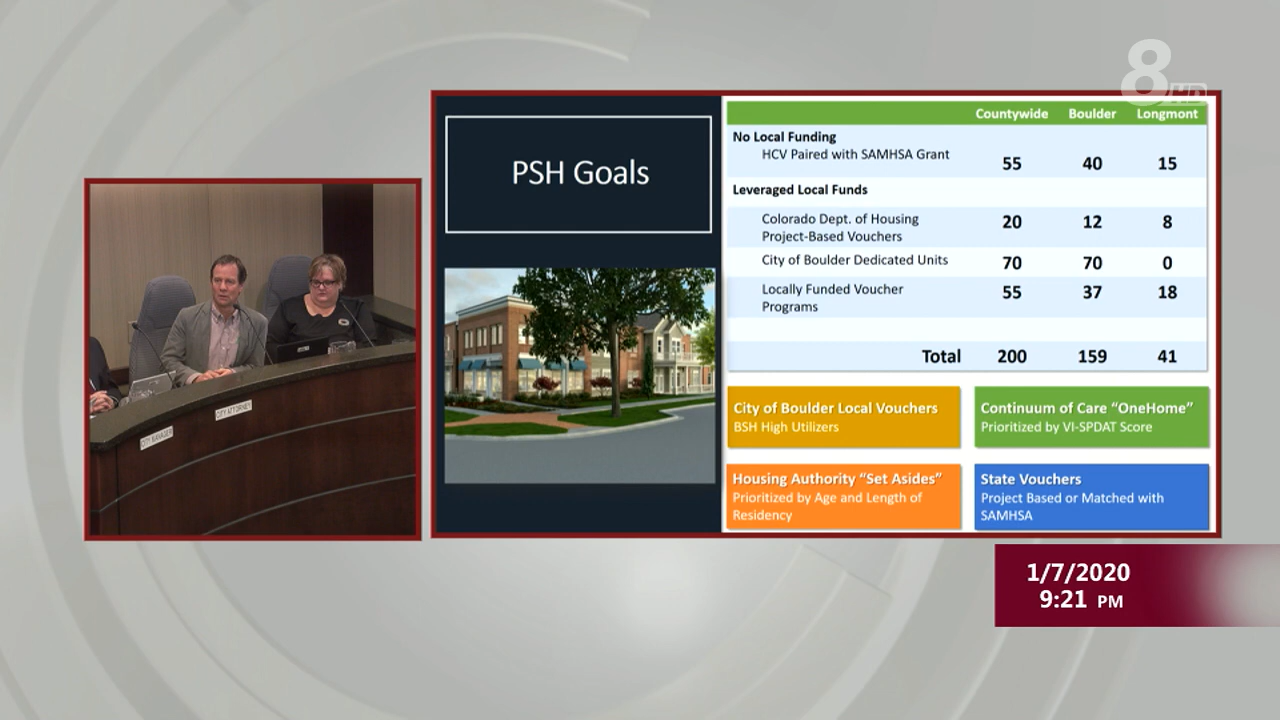 8
HD
PSH Goals
Countywide Boulder Longmont
No Local Funding
HCV Paired with SAMHSA Grant 55 40 15
Leveraged Local Funds
Colorado Dept. of Housing
Project-Based Vouchers 20 12 8
City of Boulder Dedicated Units 70 70 0
Locally Funded Voucher
Programs 55 37 18
Total 200 159 41
City of Boulder Local Vouchers
BSH High Utilizers
Continuum of Care “OneHome”
Prioritized by VI-SPDAT Score
Housing Authority “Set Asides”
Prioritized by Age and Length of
Residency
State Vouchers
Project Based or Matched with
SAMHSA
CITY MANAGER
CITY ATTORNEY
1/7/2020
9:21 PM